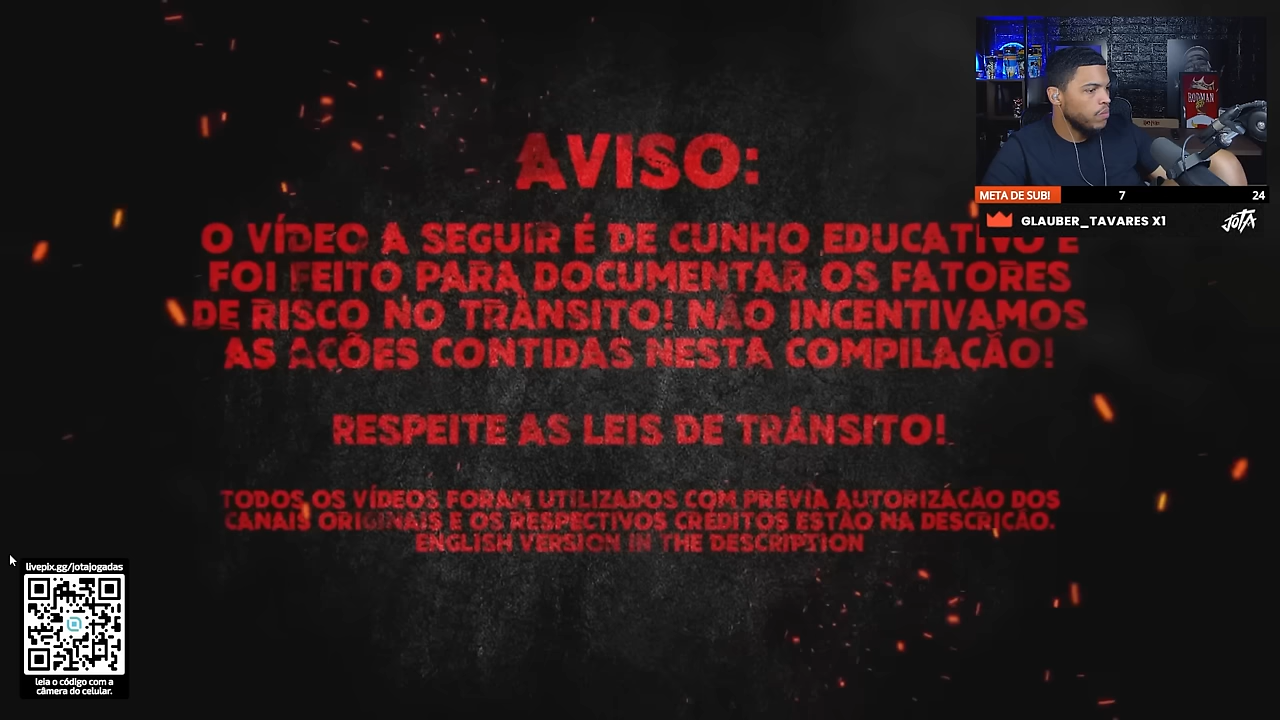 AVISO:
O VÍDEO A SEGUIR É DE CUNHO EDUCATIVO E
FOI FEITO PARA DOCUMENTAR OS FATORES
DE RISCO NO TRÂNSITO! NÃO INCENTIVAMOS
AS AÇÕES CONTIDAS NESTA COMPILAÇÃO!
RESPEITE AS LEIS DE TRÂNSITO!
TODOS OS VÍDEOS FORAM UTILIZADOS COM PRÉVIA AUTORIZAÇÃO DOS
CANAIS ORIGINAIS E OS RESPECTIVOS CRÉDITOS ESTÃO NA DESCRIÇÃO.
ENGLISH VERSION IN THE DESCRIPTION
RODMAN
META DE SUB! 7 24
GLAUBER_TAVARES X1
JOTA
livepix.gg/jotajogadas
leia o código com a
câmera do celular.